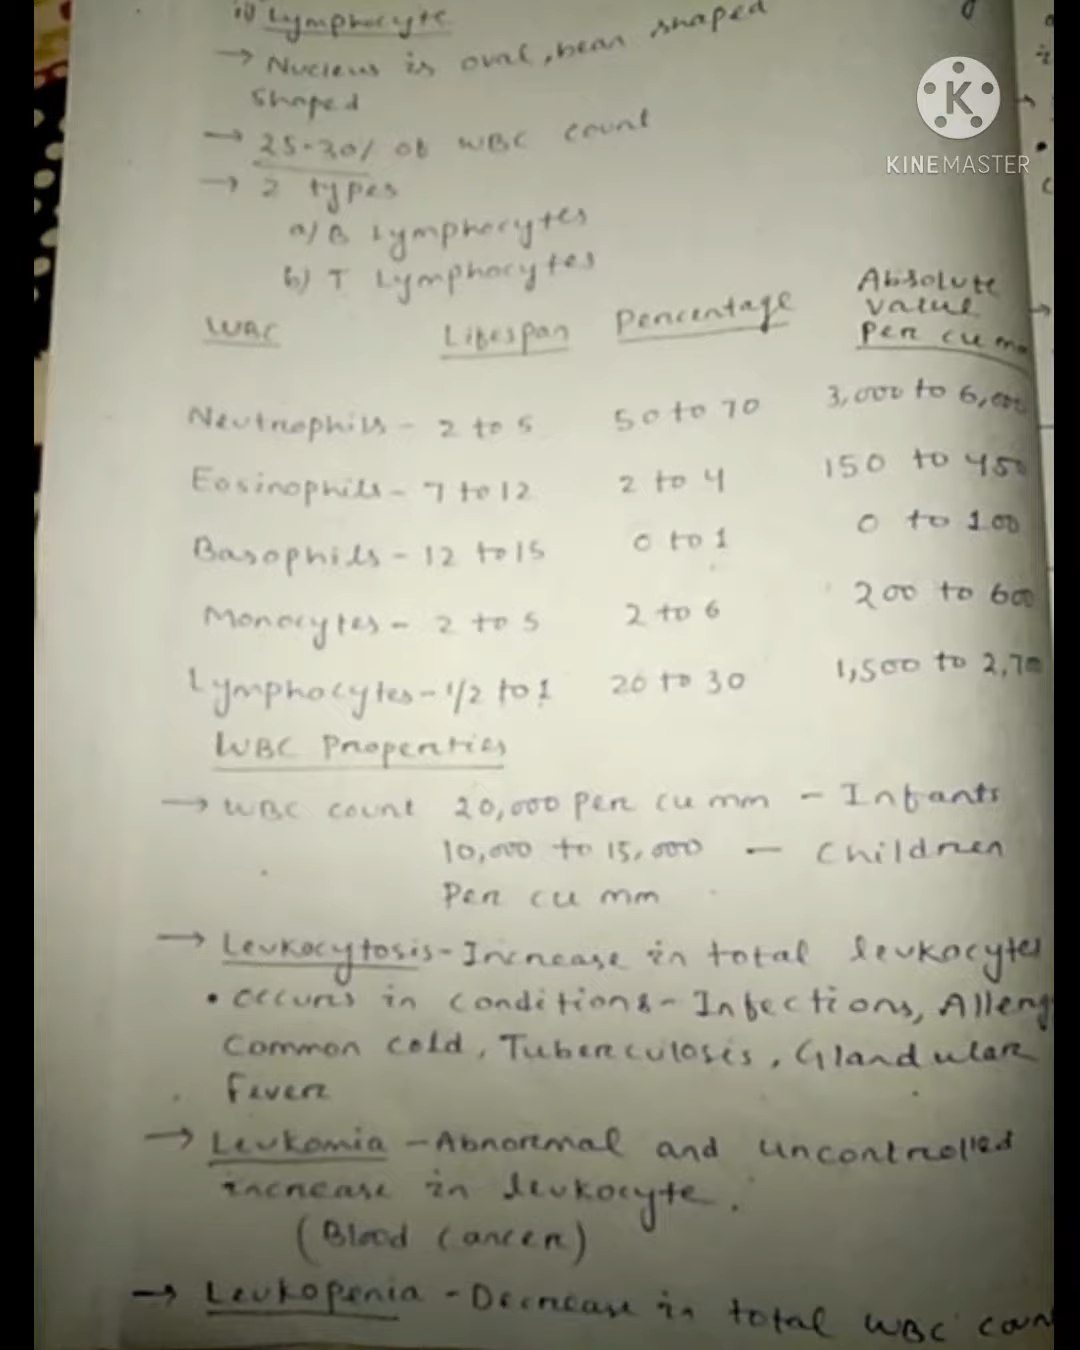 ii) Lymphocyte
→ Nucleus is oval, bean shaped
shaped
→ 25-30% of WBC count
→ 2 types
a) B Lymphocytes
b) T Lymphocytes
WBC Lifespan Percentage Absolute value per cu mm
Neutrophils - 2 to 5 50 to 70 3,000 to 6,000
Eosinophils - 7 to 12 2 to 4 150 to 450
Basophils - 12 to 15 0 to 1 0 to 100
Monocytes - 2 to 5 2 to 6 200 to 600
Lymphocytes - 1/2 to 1 20 to 30 1,500 to 2,70
WBC Properties
→ WBC count 20,000 per cu mm - Infants
10,000 to 15,000 - Children
Per cu mm
→ Leukocytosis - Increase in total leukocytes
• Occurs in conditions - Infections, Allerg
Common cold, Tuberculosis, Glandular
Fever
→ Leukomia - Abnormal and uncontrolled
increase in leukocyte.
(Blood Cancer)
→ Leukopenia - Decrease in total WBC coun
K
KINEMASTER